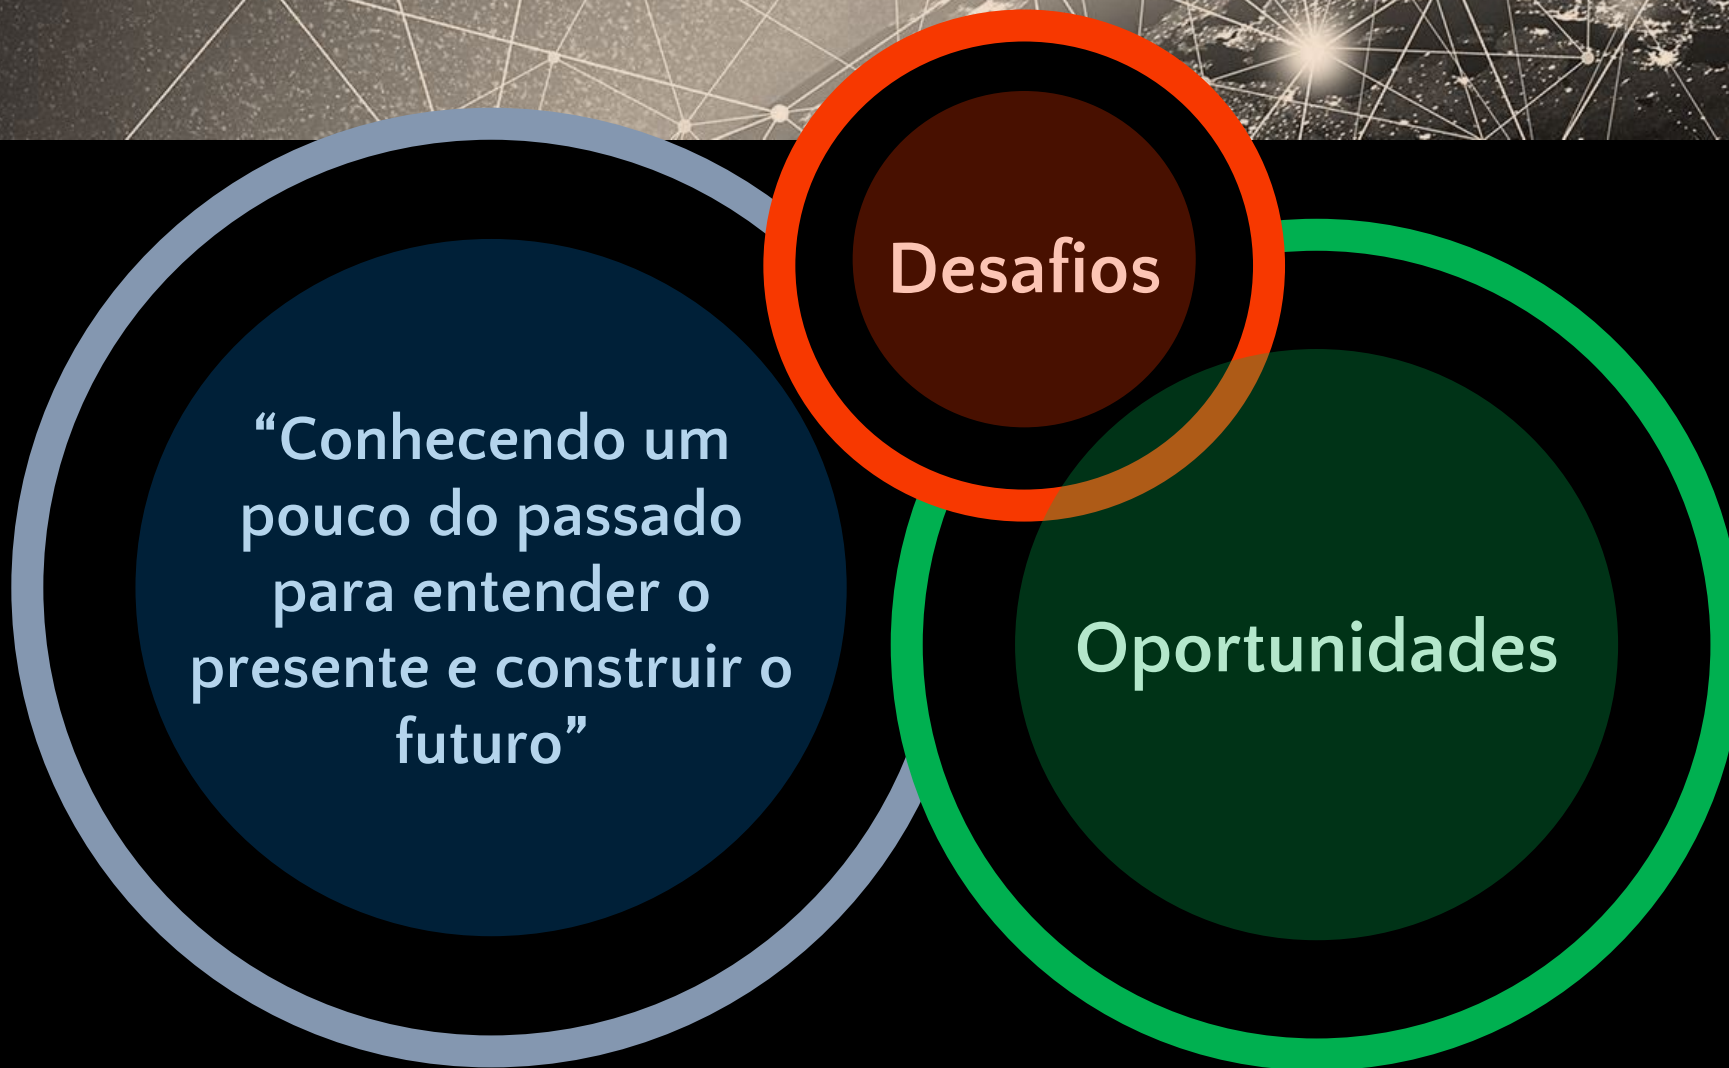 Desafios
“Conhecendo um
pouco do passado
para entender o
presente e construir o
futuro”
Oportunidades